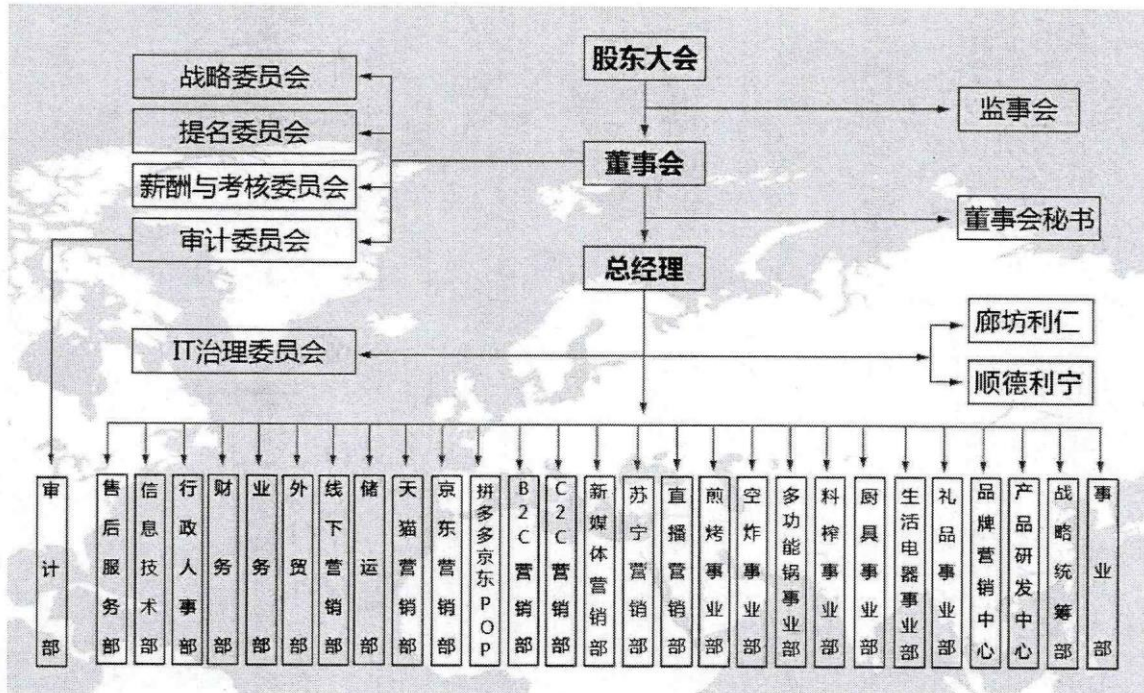 股东大会
战略委员会
监事会
提名委员会
董事会
薪酬与考核委员会
董事会秘书
审计委员会
总经理
廊坊利仁
IT治理委员会
顺德利宁
审计部
售后服务部
信息技术部
行政人事部
财务部
业务部
外贸部
线下营销部
储运部
天猫营销部
京东营销部
拼多多京东POP
B2C营销部
C2C营销部
新媒体营销部
苏宁营销部
直播营销部
煎烤事业部
空炸事业部
多功能锅事业部
料榨事业部
厨具事业部
生活电器事业部
礼品事业部
品牌营销中心
产品研发中心
战略统筹部
事业部